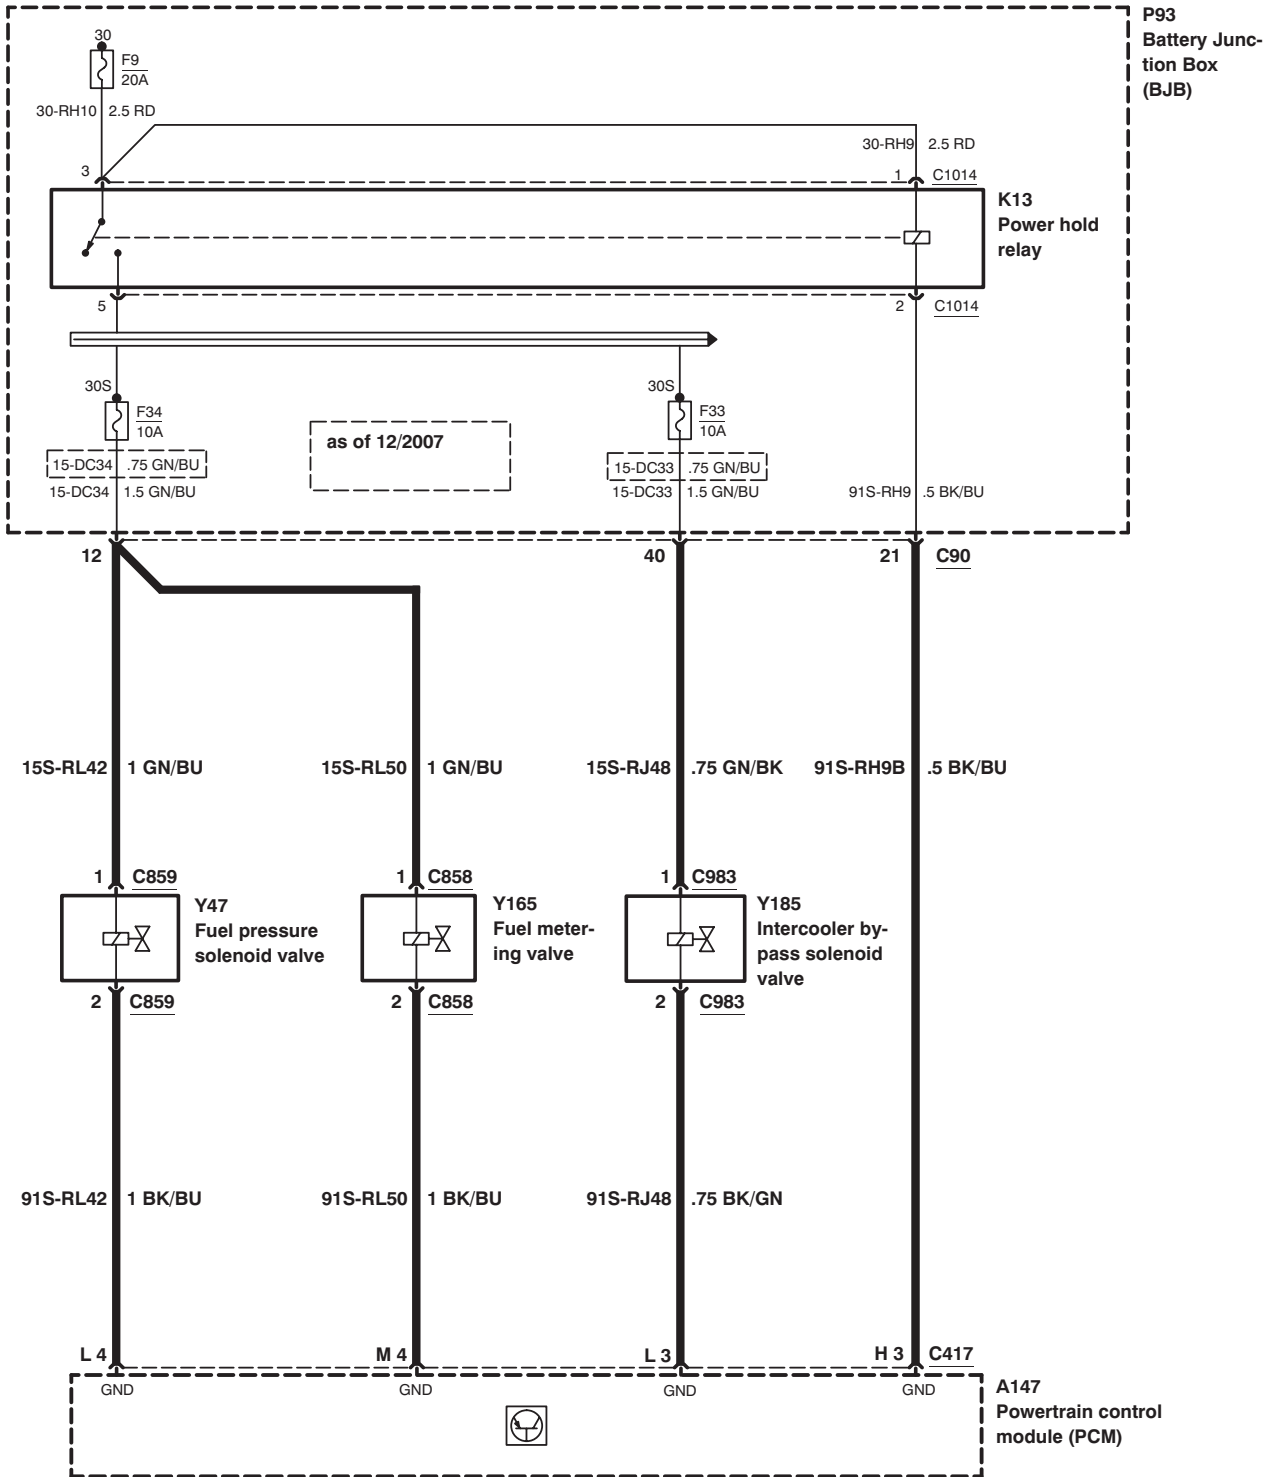 P93
Battery Junc-
tion Box
(BJB)
30
F9
20A
30-RH10 2.5 RD
30-RH9 2.5 RD
3
1 C1014
K13
Power hold
relay
5
2 C1014
30S
F34
10A
30S
F33
10A
as of 12/2007
15-DC34 .75 GN/BU
15-DC33 .75 GN/BU
15-DC34 1.5 GN/BU
15-DC33 1.5 GN/BU
91S-RH9 .5 BK/BU
12
40
21 C90
15S-RL42 1 GN/BU
15S-RL50 1 GN/BU
15S-RJ48 .75 GN/BK
91S-RH9B .5 BK/BU
1 C859
1 C858
1 C983
Y47
Fuel pressure
solenoid valve
Y165
Fuel meter-
ing valve
Y185
Intercooler by-
pass solenoid
valve
2 C859
2 C858
2 C983
91S-RL42 1 BK/BU
91S-RL50 1 BK/BU
91S-RJ48 .75 BK/GN
L 4
M 4
L 3
H 3 C417
GND
GND
GND
GND
A147
Powertrain control
module (PCM)